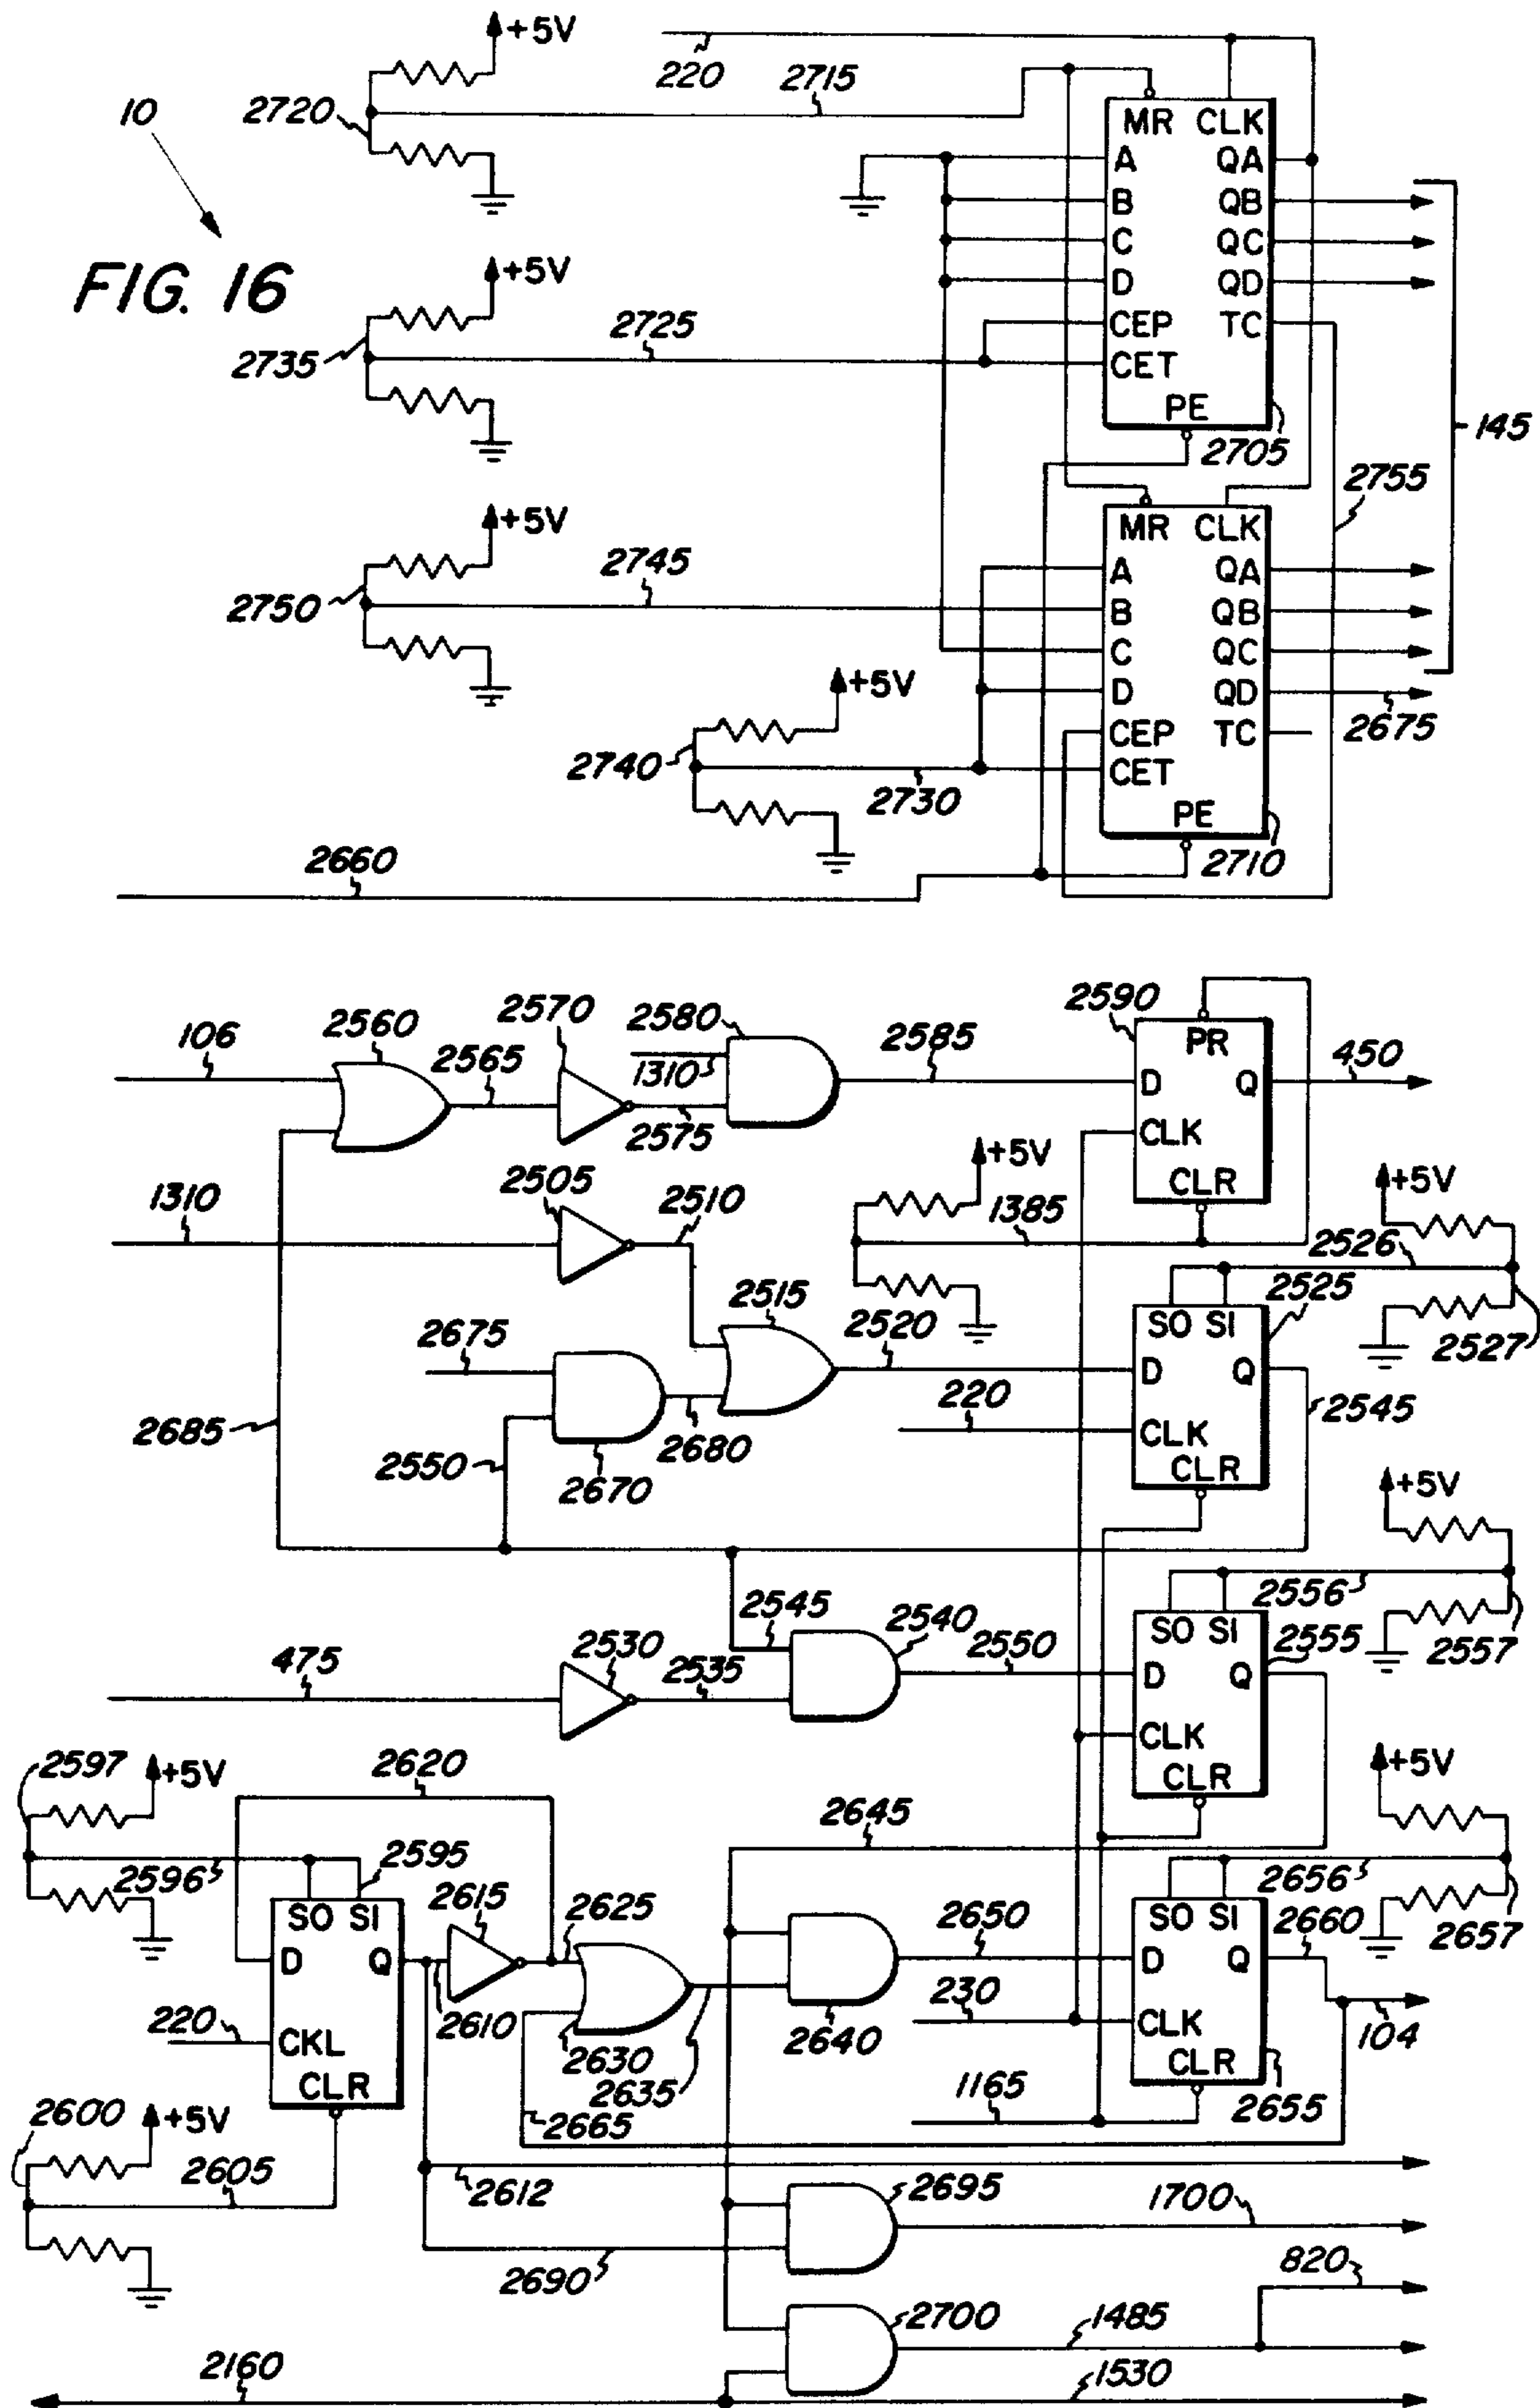 +5V
220
2715
10
2720
MR CLK
A QA
B QB
C QC
D QD
CEP TC
CET
PE
2705
FIG. 16
+5V
2725
2735
145
2755
+5V
2745
2750
MR CLK
A QA
B QB
C QC
D QD
CEP TC
CET
PE
2710
2675
+5V
2740
2730
2660
106
2560
2565
2570
2580
1310
2575
2585
2590
PR
D Q
CLK
CLR
450
1310
2505
2510
+5V
1385
+5V
2526
2525
2527
2515
2520
SO SI
D Q
CLK
CLR
2675
220
2545
2685
2550
2670
2680
+5V
2545
2540
2550
2556
2555
2557
SO SI
D Q
CLK
CLR
475
2530
2535
2597
+5V
2620
2645
+5V
2596
2595
2615
2625
2650
2656
2660
2657
SO SI
D Q
CKL
CLR
220
2610
2630
2635
2640
230
SO SI
D Q
CLK
CLR
104
2655
2600
+5V
2605
2665
1165
2612
2695
1700
2690
820
2700
1485
2160
1530